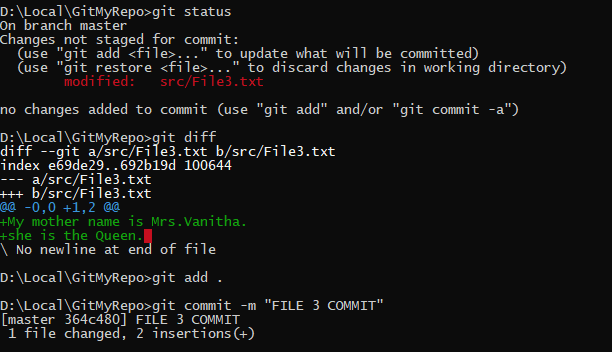 D:\Local\GitMyRepo>git status
On branch master
Changes not staged for commit:
  (use "git add <file>..." to update what will be committed)
  (use "git restore <file>..." to discard changes in working directory)
        modified:   src/File3.txt

no changes added to commit (use "git add" and/or "git commit -a")

D:\Local\GitMyRepo>git diff
diff --git a/src/File3.txt b/src/File3.txt
index e69de29..692b19d 100644
--- a/src/File3.txt
+++ b/src/File3.txt
@@ -0,0 +1,2 @@
+My mother name is Mrs.Vanitha.
+she is the Queen.
\ No newline at end of file

D:\Local\GitMyRepo>git add .

D:\Local\GitMyRepo>git commit -m "FILE 3 COMMIT"
[master 364c480] FILE 3 COMMIT
 1 file changed, 2 insertions(+)